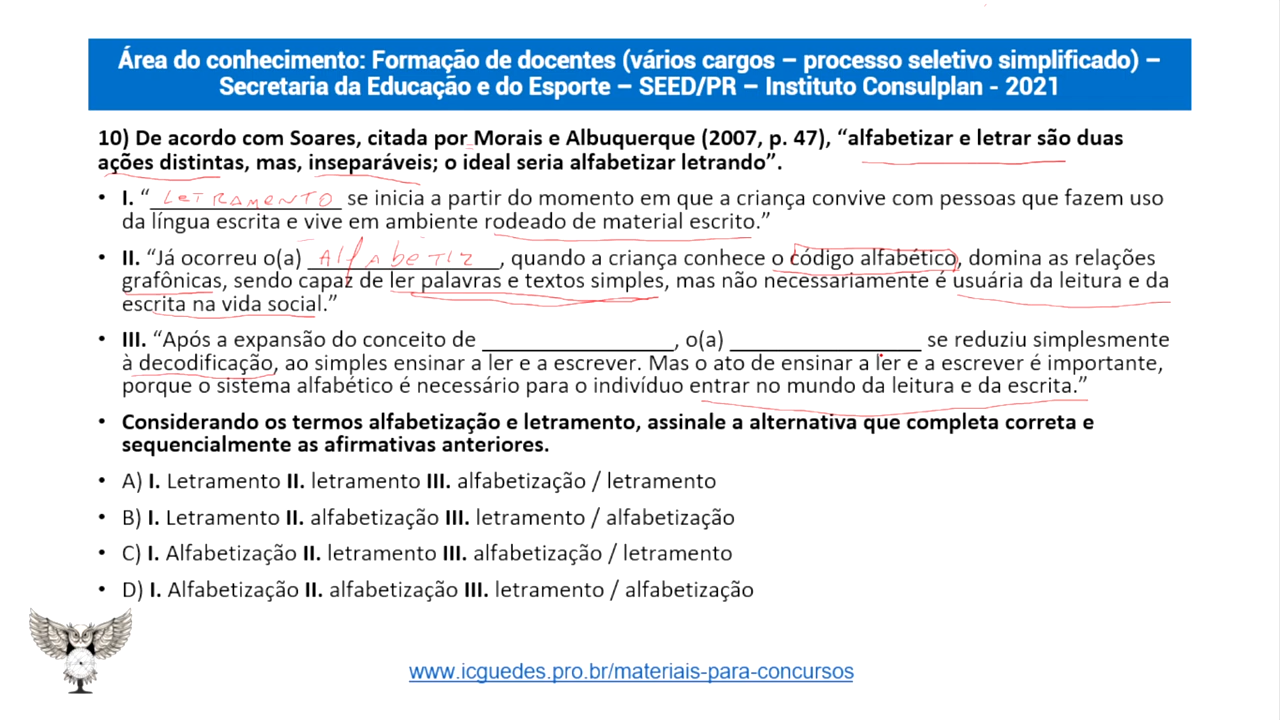 Área do conhecimento: Formação de docentes (vários cargos – processo seletivo simplificado) –
Secretaria da Educação e do Esporte – SEED/PR – Instituto Consulplan - 2021
10) De acordo com Soares, citada por Morais e Albuquerque (2007, p. 47), “alfabetizar e letrar são duas
ações distintas, mas, inseparáveis; o ideal seria alfabetizar letrando”.
• I. “ LETRAMENTO se inicia a partir do momento em que a criança convive com pessoas que fazem uso
da língua escrita e vive em ambiente rodeado de material escrito.”
• II. “Já ocorreu o(a) AlfAbeTIZ, quando a criança conhece o código alfabético, domina as relações
grafônicas, sendo capaz de ler palavras e textos simples, mas não necessariamente é usuária da leitura e da
escrita na vida social.”
• III. “Após a expansão do conceito de ___________________, o(a) ___________________ se reduziu simplesmente
à decodificação, ao simples ensinar a ler e a escrever. Mas o ato de ensinar a ler e a escrever é importante,
porque o sistema alfabético é necessário para o indivíduo entrar no mundo da leitura e da escrita.”
• Considerando os termos alfabetização e letramento, assinale a alternativa que completa correta e
sequencialmente as afirmativas anteriores.
• A) I. Letramento II. letramento III. alfabetização / letramento
• B) I. Letramento II. alfabetização III. letramento / alfabetização
• C) I. Alfabetização II. letramento III. alfabetização / letramento
• D) I. Alfabetização II. alfabetização III. letramento / alfabetização
www.icguedes.pro.br/materiais-para-concursos